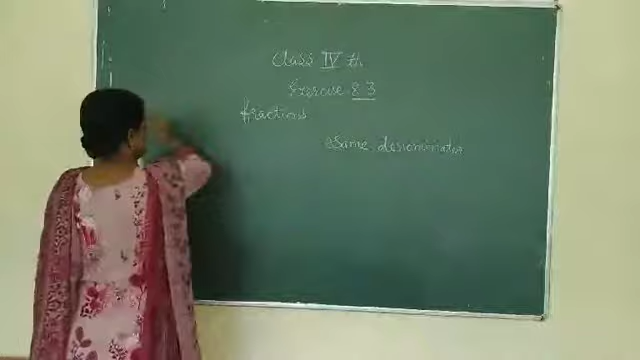 Class IV th
Exercise 8.3
fractions
Same denominator